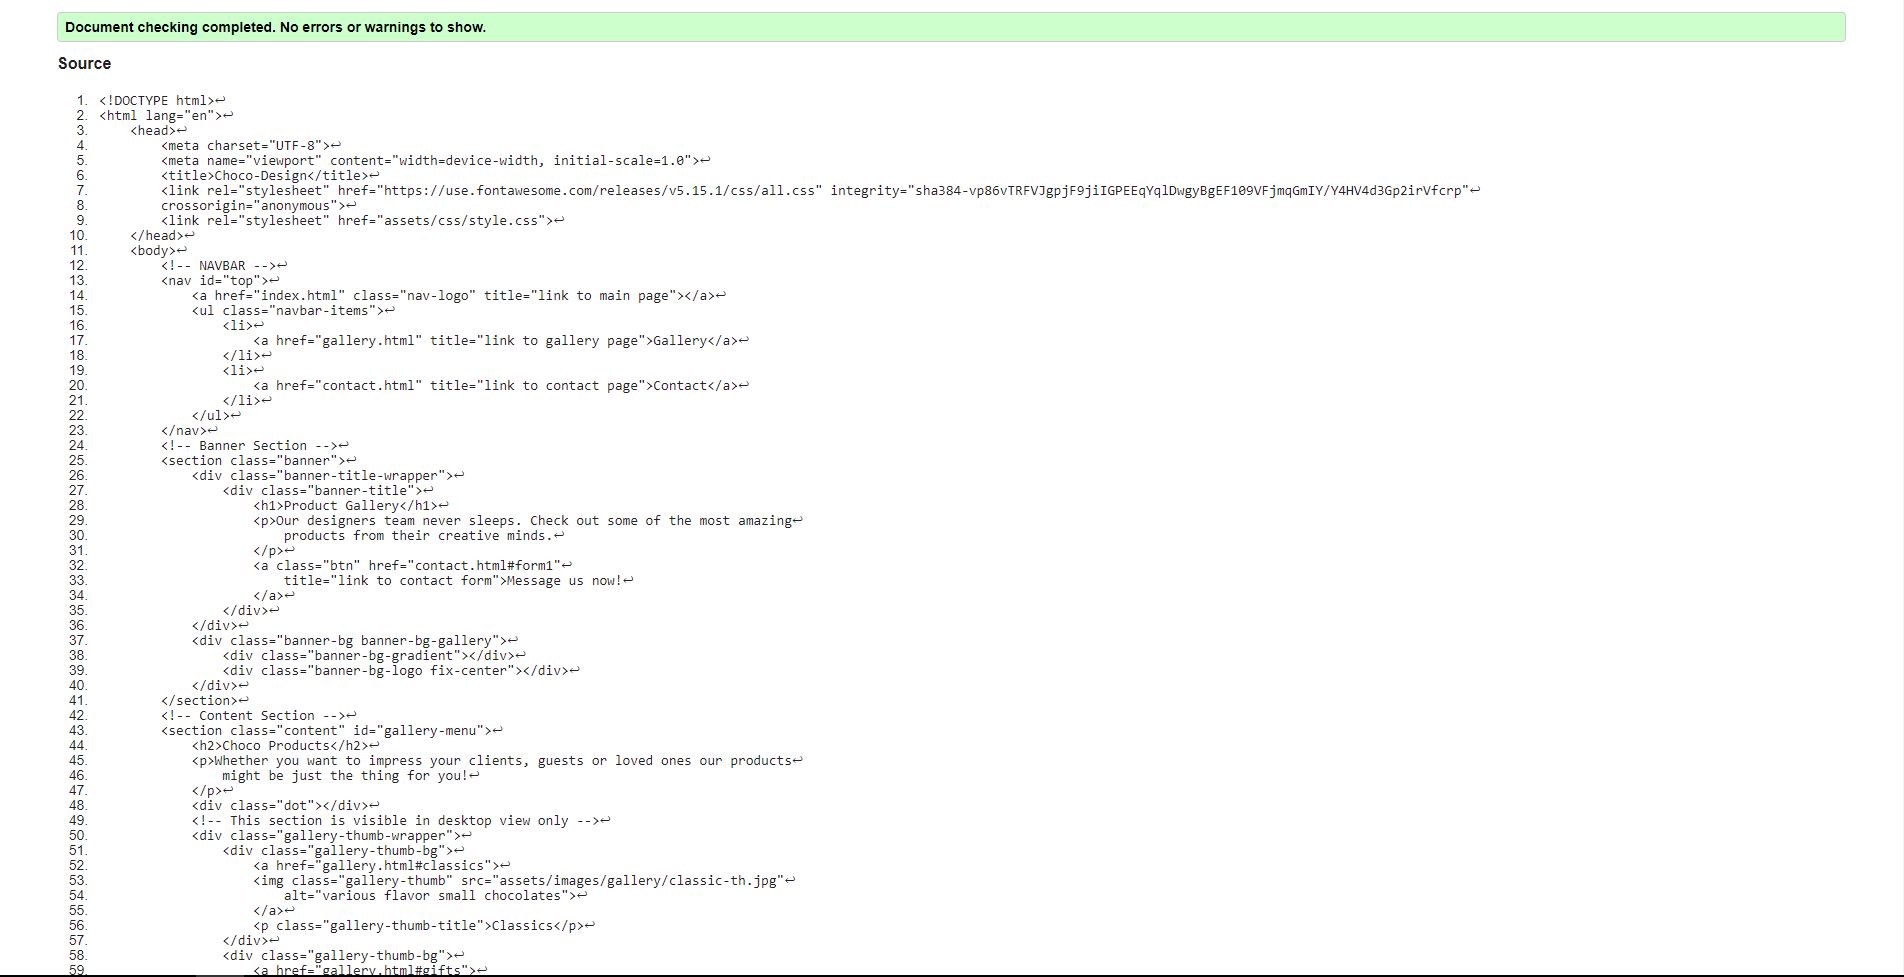 Document checking completed. No errors or warnings to show.
Source
1. <!DOCTYPE html>↩
2. <html lang="en">↩
3. <head>↩
4. <meta charset="UTF-8">↩
5. <meta name="viewport" content="width=device-width, initial-scale=1.0">↩
6. <title>Choco-Design</title>↩
7. <link rel="stylesheet" href="https://use.fontawesome.com/releases/v5.15.1/css/all.css" integrity="sha384-vp86vTRFVJgpjF9jiIGPEEqYqlDwgyBgEF109VFjmqGmIY/Y4HV4d3Gp2irVfcrp"↩
8. crossorigin="anonymous">↩
9. <link rel="stylesheet" href="assets/css/style.css">↩
10. </head>↩
11. <body>↩
12. <!-- NAVBAR -->↩
13. <nav id="top">↩
14. <a href="index.html" class="nav-logo" title="link to main page"></a>↩
15. <ul class="navbar-items">↩
16. <li>↩
17. <a href="gallery.html" title="link to gallery page">Gallery</a>↩
18. </li>↩
19. <li>↩
20. <a href="contact.html" title="link to contact page">Contact</a>↩
21. </li>↩
22. </ul>↩
23. </nav>↩
24. <!-- Banner Section -->↩
25. <section class="banner">↩
26. <div class="banner-title-wrapper">↩
27. <div class="banner-title">↩
28. <h1>Product Gallery</h1>↩
29. <p>Our designers team never sleeps. Check out some of the most amazing↩
30. products from their creative minds.↩
31. </p>↩
32. <a class="btn" href="contact.html#form1"↩
33. title="link to contact form">Message us now!↩
34. </a>↩
35. </div>↩
36. </div>↩
37. <div class="banner-bg banner-bg-gallery">↩
38. <div class="banner-bg-gradient"></div>↩
39. <div class="banner-bg-logo fix-center"></div>↩
40. </div>↩
41. </section>↩
42. <!-- Content Section -->↩
43. <section class="content" id="gallery-menu">↩
44. <h2>Choco Products</h2>↩
45. <p>Whether you want to impress your clients, guests or loved ones our products↩
46. might be just the thing for you!↩
47. </p>↩
48. <div class="dot"></div>↩
49. <!-- This section is visible in desktop view only -->↩
50. <div class="gallery-thumb-wrapper">↩
51. <div class="gallery-thumb-bg">↩
52. <a href="gallery.html#classics">↩
53. <img class="gallery-thumb" src="assets/images/gallery/classic-th.jpg"↩
54. alt="various flavor small chocolates">↩
55. </a>↩
56. <p class="gallery-thumb-title">Classics</p>↩
57. </div>↩
58. <div class="gallery-thumb-bg">↩
59. <a href="gallery.html#gifts">↩